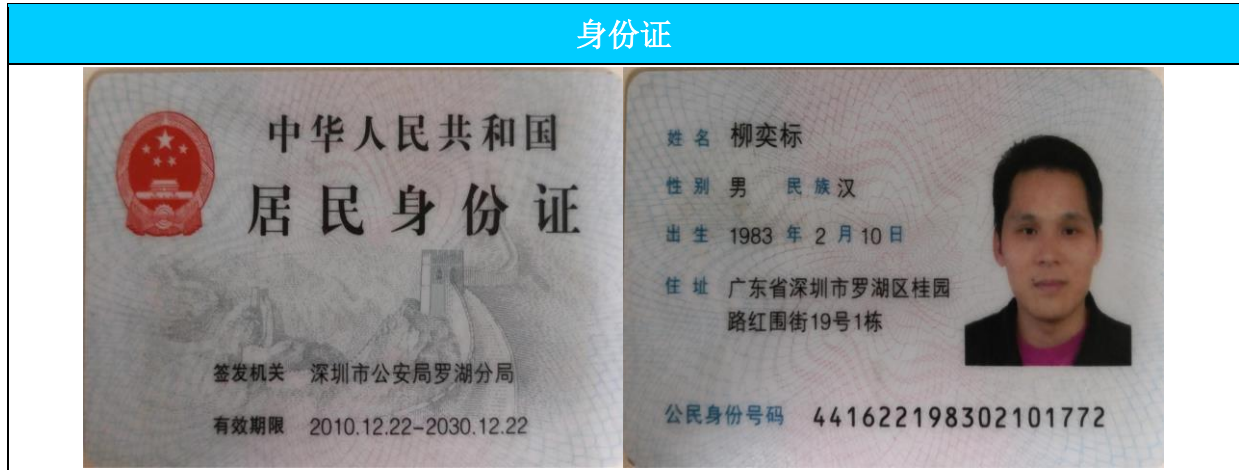 身份证
中华人民共和国
居民身份证
签发机关 深圳市公安局罗湖分局
有效期限 2010.12.22-2030.12.22
姓名 柳奕标
性别 男 民族 汉
出生 1983 年 2 月 10 日
住址 广东省深圳市罗湖区桂园
路红围街19号1栋
公民身份号码 441622198302101772